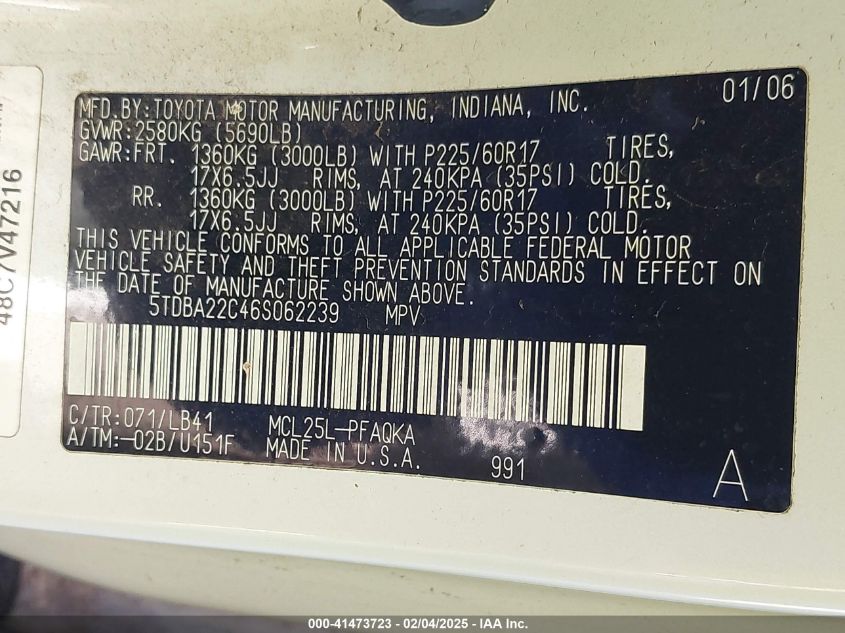 48C7V47216
01/06
MFD.BY:TOYOTA MOTOR MANUFACTURING, INDIANA, INC.
GVWR:2580KG (5690LB)
GAWR:FRT. 1360KG (3000LB) WITH P225/60R17 TIRES,
17X6.5JJ RIMS, AT 240KPA (35PSI) COLD.
RR. 1360KG (3000LB) WITH P225/60R17 TIRES,
17X6.5JJ RIMS, AT 240KPA (35PSI) COLD.
THIS VEHICLE CONFORMS TO ALL APPLICABLE FEDERAL MOTOR
VEHICLE SAFETY AND THEFT PREVENTION STANDARDS IN EFFECT ON
THE DATE OF MANUFACTURE SHOWN ABOVE.
5TDBA22C46S062239 MPV
C/TR:071/LB41 MCL25L-PFAQKA
A/TM:-02B/U151F MADE IN U.S.A. 991
A
000-41473723 - 02/04/2025 - IAA Inc.